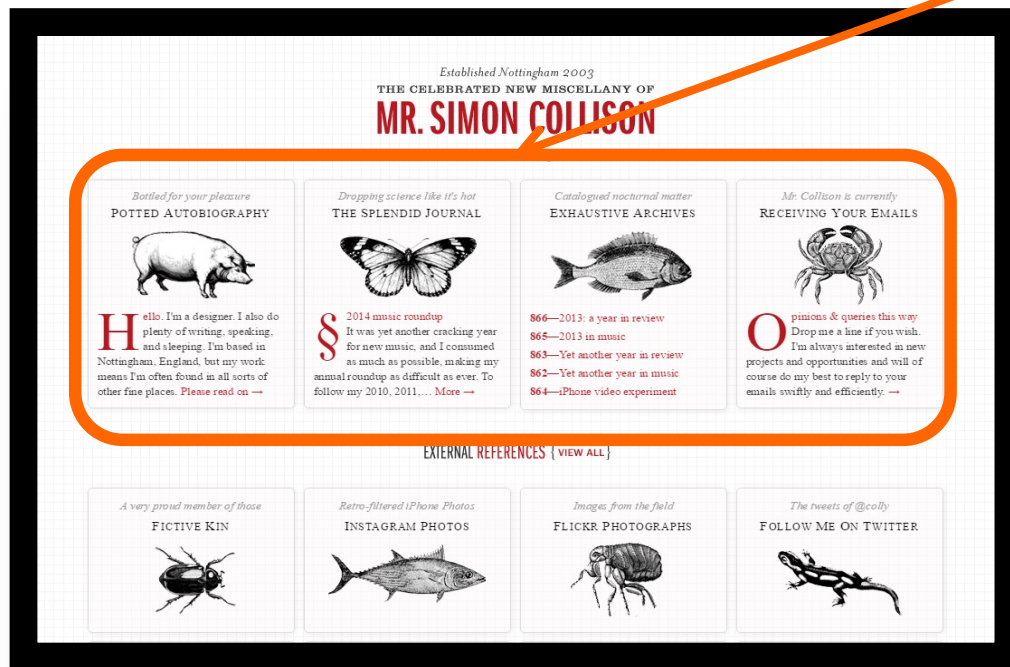 Established Nottingham 2003
THE CELEBRATED NEW MISCELLANY OF
MR. SIMON COLLISON
Bottled for your pleasure
POTTED AUTOBIOGRAPHY
Hello. I'm a designer. I also do
plenty of writing, speaking,
and sleeping. I'm based in
Nottingham, England, but my work
means I'm often found in all sorts of
other fine places. Please read on →
Dropping science like it's hot
THE SPLENDID JOURNAL
§ 2014 music roundup
It was yet another cracking year
for new music, and I consumed
as much as possible, making my
annual roundup as difficult as ever. To
follow my 2010, 2011,… More →
Catalogued nocturnal matter
EXHAUSTIVE ARCHIVES
866—2013: a year in review
865—2013 in music
863—Yet another year in review
862—Yet another year in music
864—iPhone video experiment
Mr. Collison is currently
RECEIVING YOUR EMAILS
Opinions & queries this way
Drop me a line if you wish.
I'm always interested in new
projects and opportunities and will of
course do my best to reply to your
emails swiftly and efficiently. →
EXTERNAL REFERENCES { VIEW ALL }
A very proud member of those
FICTIVE KIN
Retro-filtered iPhone Photos
INSTAGRAM PHOTOS
Images from the field
FLICKR PHOTOGRAPHS
The tweets of @colly
FOLLOW ME ON TWITTER